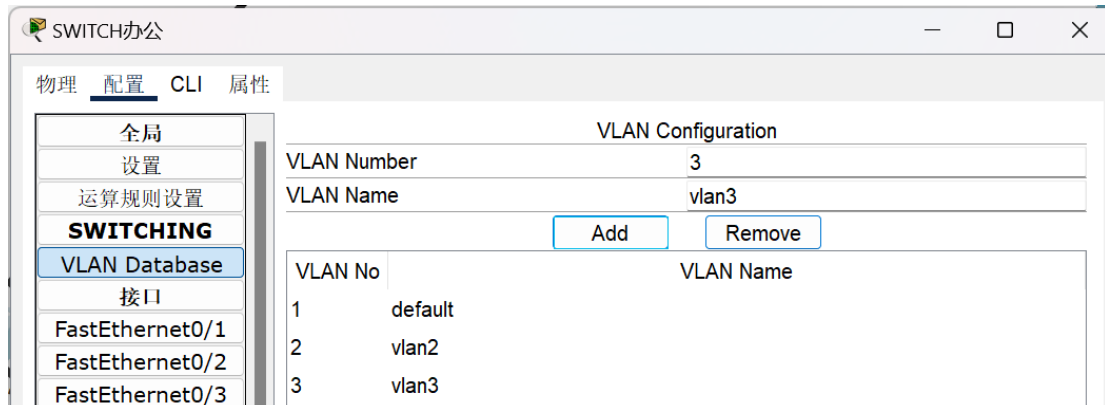 SWITCH办公
物理 配置 CLI 属性
全局
设置
运算规则设置
SWITCHING
VLAN Database
接口
FastEthernet0/1
FastEthernet0/2
FastEthernet0/3
VLAN Configuration
VLAN Number 3
VLAN Name vlan3
Add Remove
VLAN No VLAN Name
1 default
2 vlan2
3 vlan3